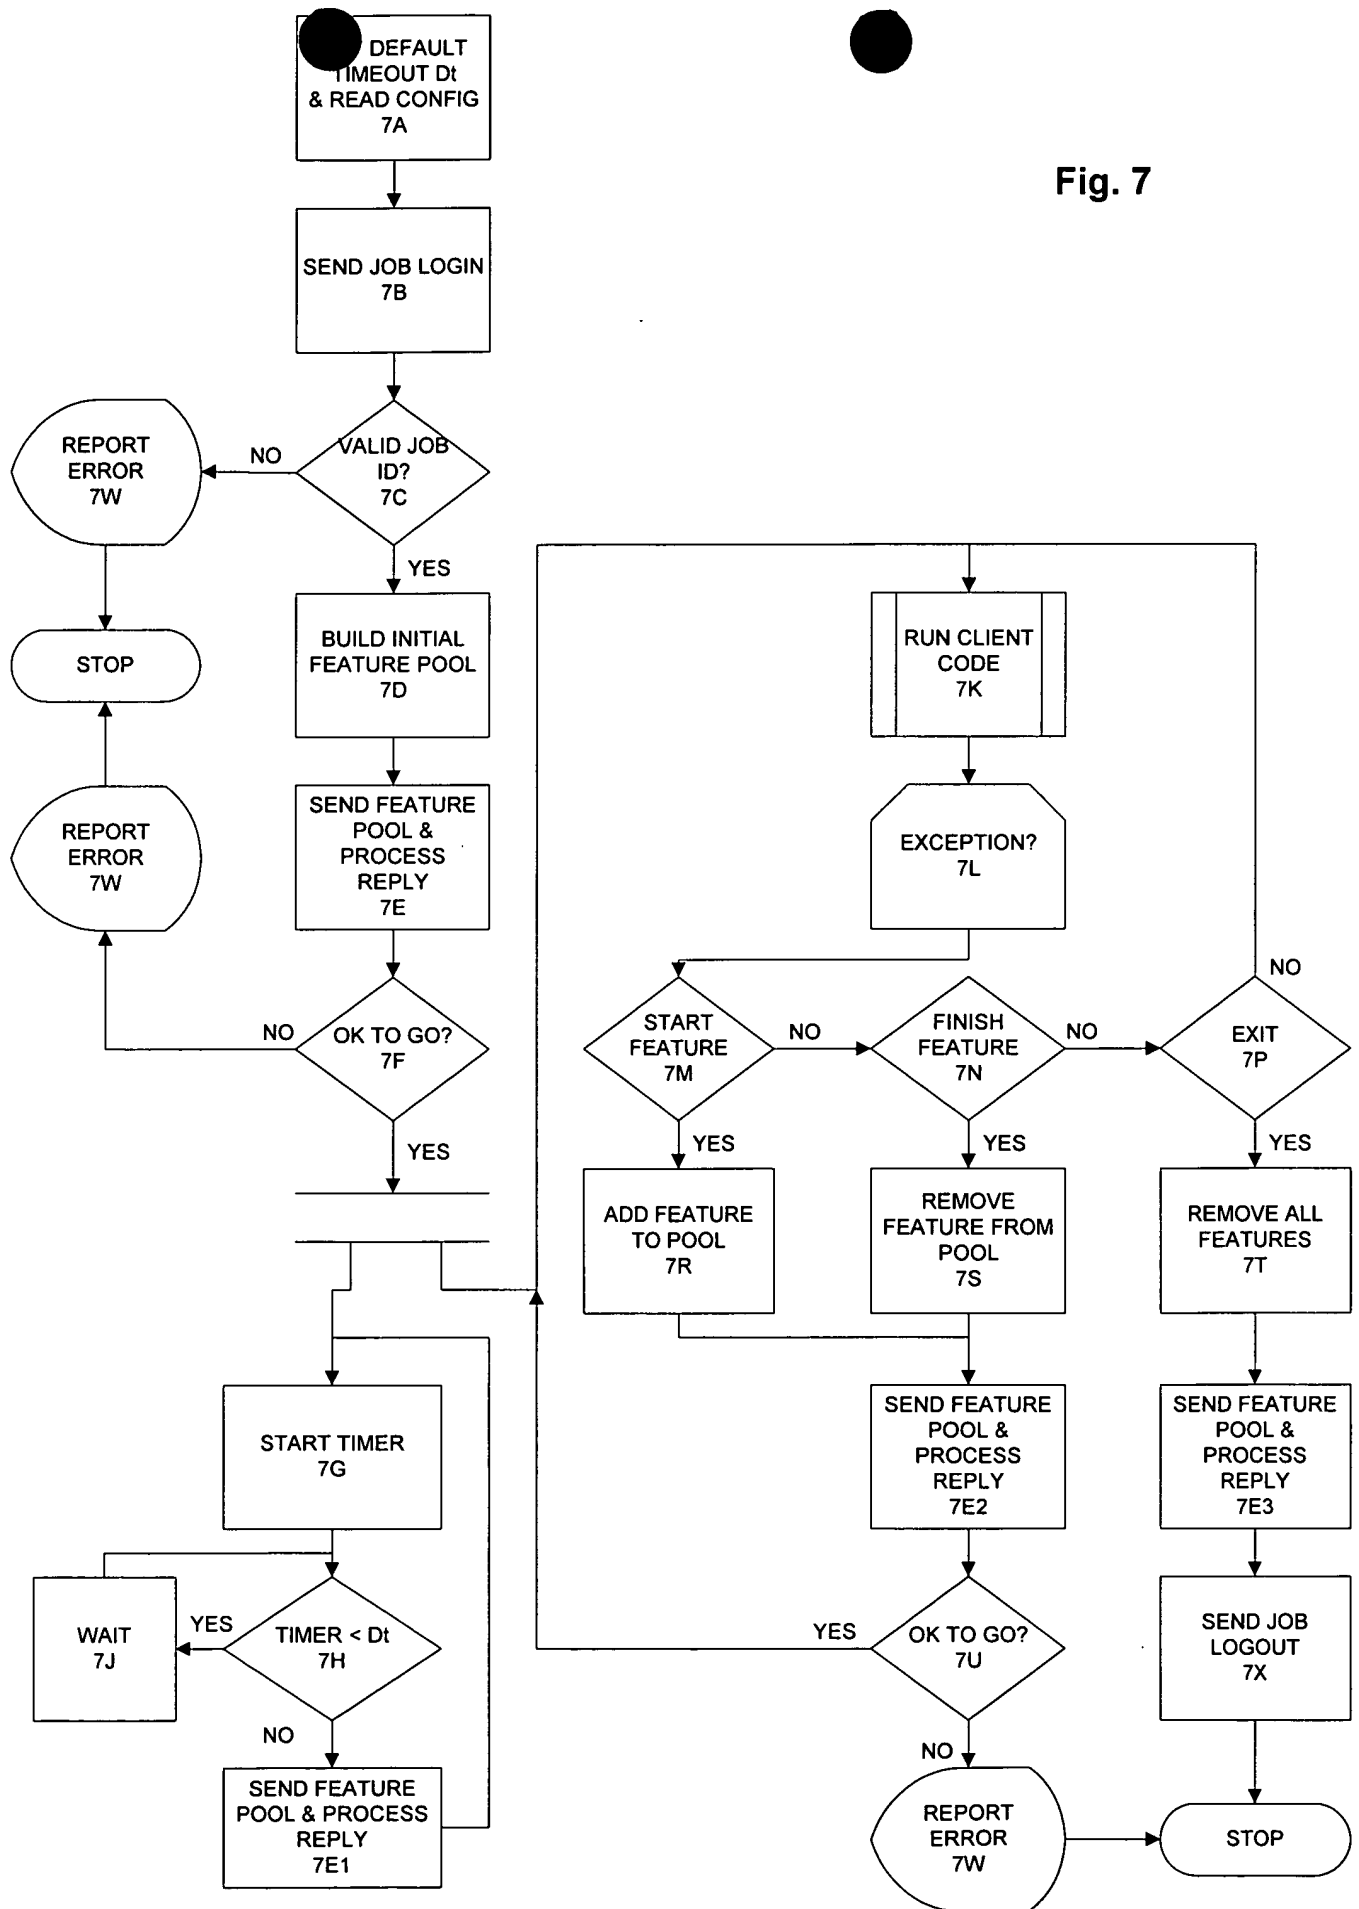 DEFAULT
TIMEOUT Dt
& READ CONFIG
7A
Fig. 7
SEND JOB LOGIN
7B
VALID JOB
ID?
7C
NO
REPORT
ERROR
7W
YES
STOP
BUILD INITIAL
FEATURE POOL
7D
RUN CLIENT
CODE
7K
REPORT
ERROR
7W
SEND FEATURE
POOL &
PROCESS
REPLY
7E
EXCEPTION?
7L
NO
OK TO GO?
7F
YES
START
FEATURE
7M
NO
FINISH
FEATURE
7N
NO
EXIT
7P
NO
YES
YES
YES
ADD FEATURE
TO POOL
7R
REMOVE
FEATURE FROM
POOL
7S
REMOVE ALL
FEATURES
7T
START TIMER
7G
SEND FEATURE
POOL &
PROCESS
REPLY
7E2
SEND FEATURE
POOL &
PROCESS
REPLY
7E3
WAIT
7J
YES
TIMER < Dt
7H
NO
YES
OK TO GO?
7U
NO
SEND JOB
LOGOUT
7X
SEND FEATURE
POOL & PROCESS
REPLY
7E1
REPORT
ERROR
7W
STOP